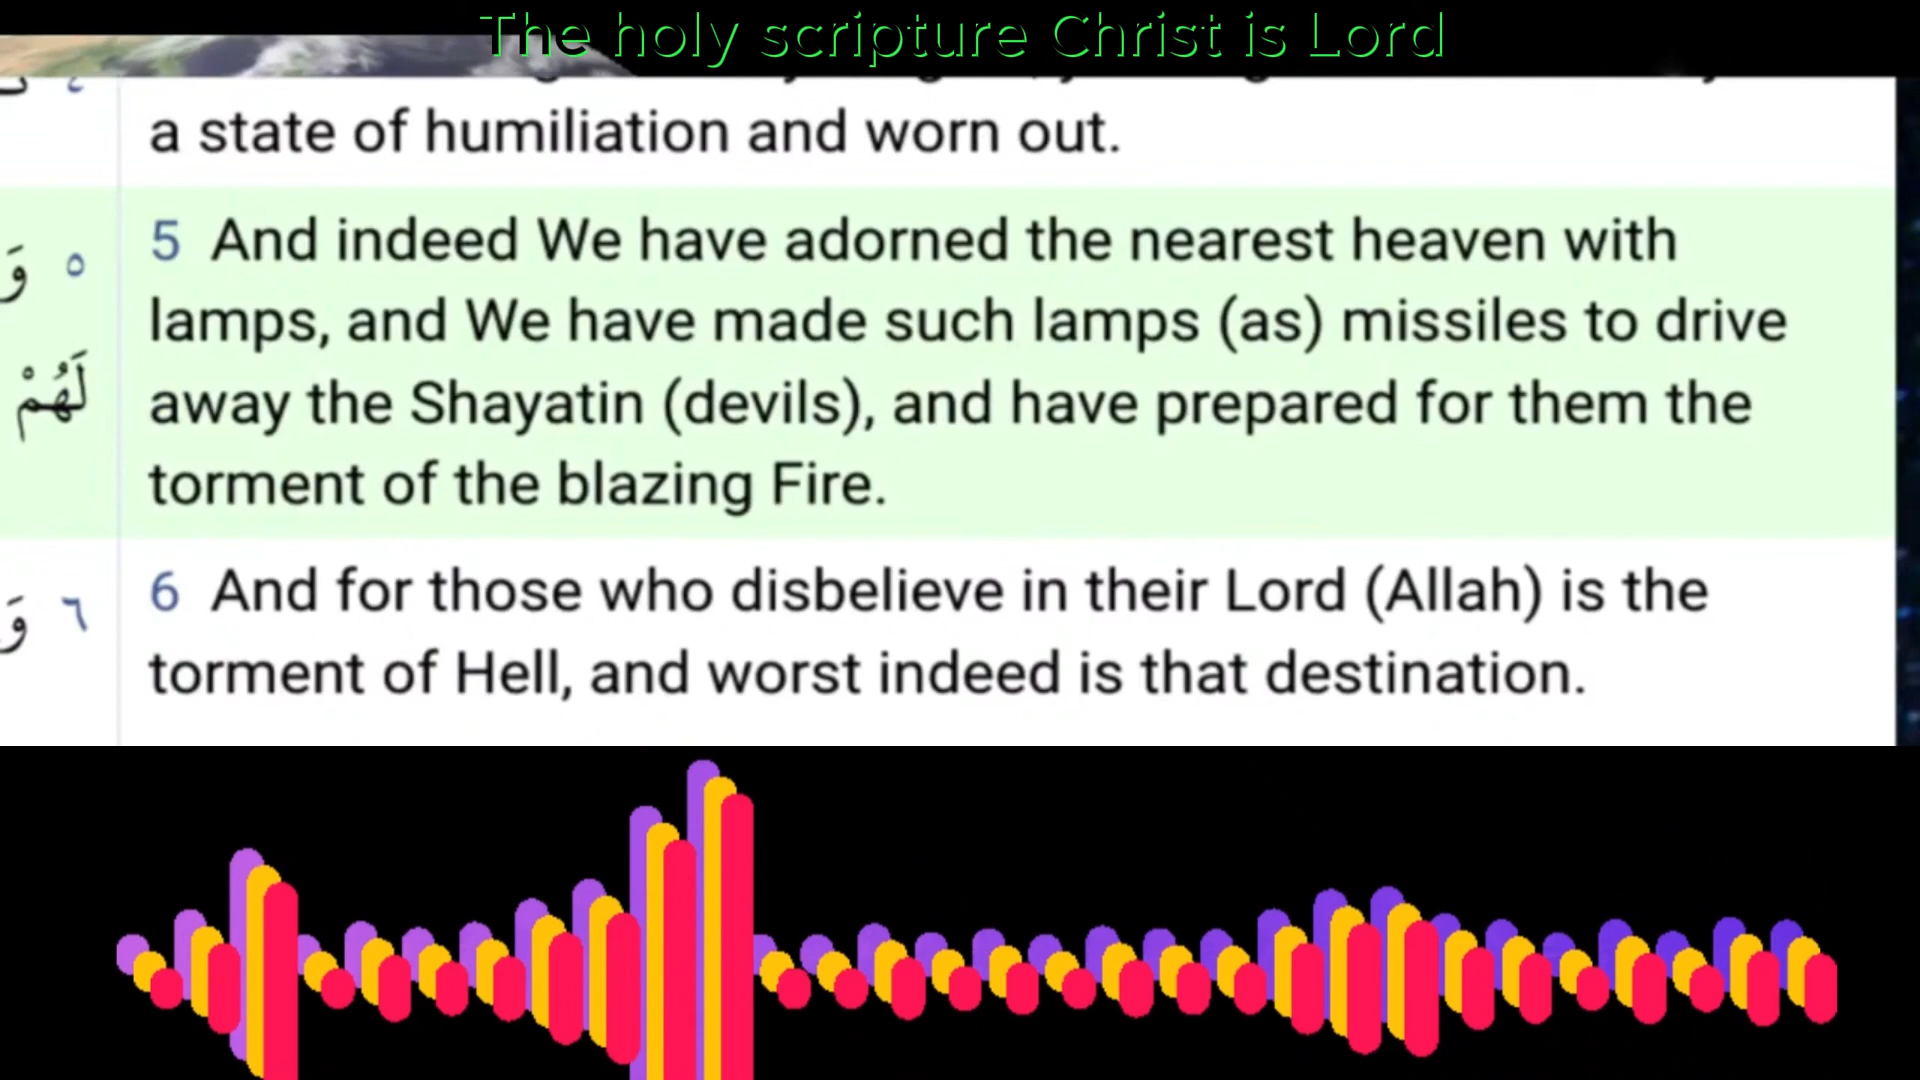 The holy scripture Christ is Lord
a state of humiliation and worn out.
5 And indeed We have adorned the nearest heaven with
وَ ٥
lamps, and We have made such lamps (as) missiles to drive
away the Shayatin (devils), and have prepared for them the
لَهُمْ
torment of the blazing Fire.
6 And for those who disbelieve in their Lord (Allah) is the
وَ ٦
torment of Hell, and worst indeed is that destination.